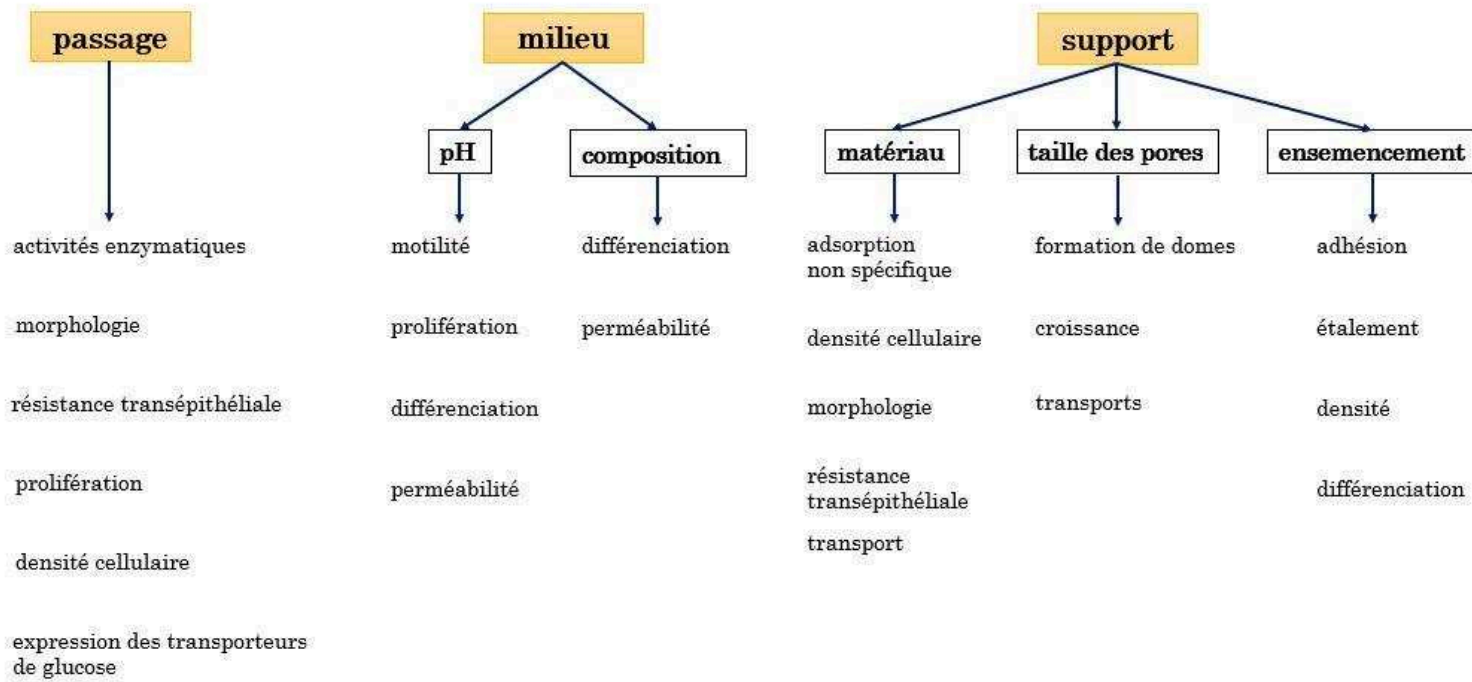 passage
activités enzymatiques
morphologie
résistance transépithéliale
prolifération
densité cellulaire
expression des transporteurs
de glucose
milieu
pH
motilité
prolifération
différenciation
perméabilité
composition
différenciation
perméabilité
support
matériau
adsorption
non spécifique
densité cellulaire
morphologie
résistance
transépithéliale
transport
taille des pores
formation de domes
croissance
transports
ensemencement
adhésion
étalement
densité
différenciation